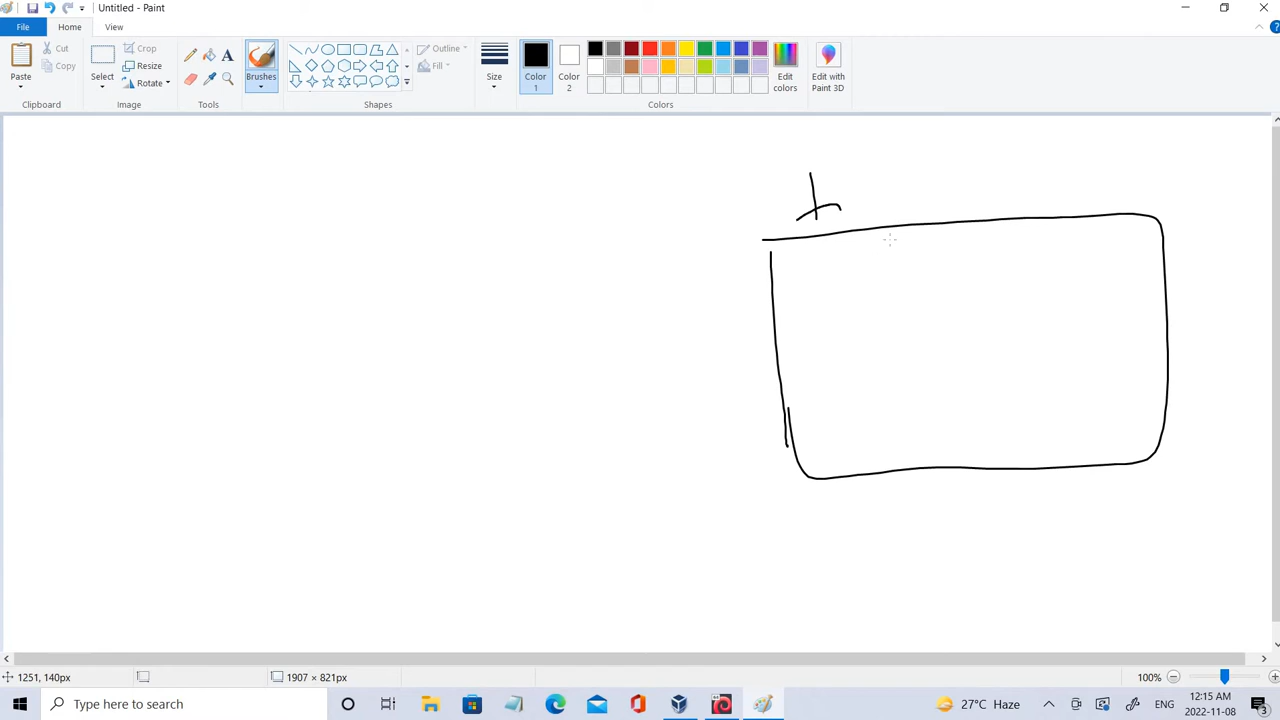 Untitled - Paint
File Home View
Paste
Cut
Copy
Clipboard
Select
Crop
Resize
Rotate
Image
Tools
Brushes
Shapes
Outline
Fill
Size
Color 1
Color 2
Colors
Edit colors
Edit with Paint 3D
1251, 140px
1907 × 821px
100%
Type here to search
27°C Haze
ENG
12:15 AM
2022-11-08
3